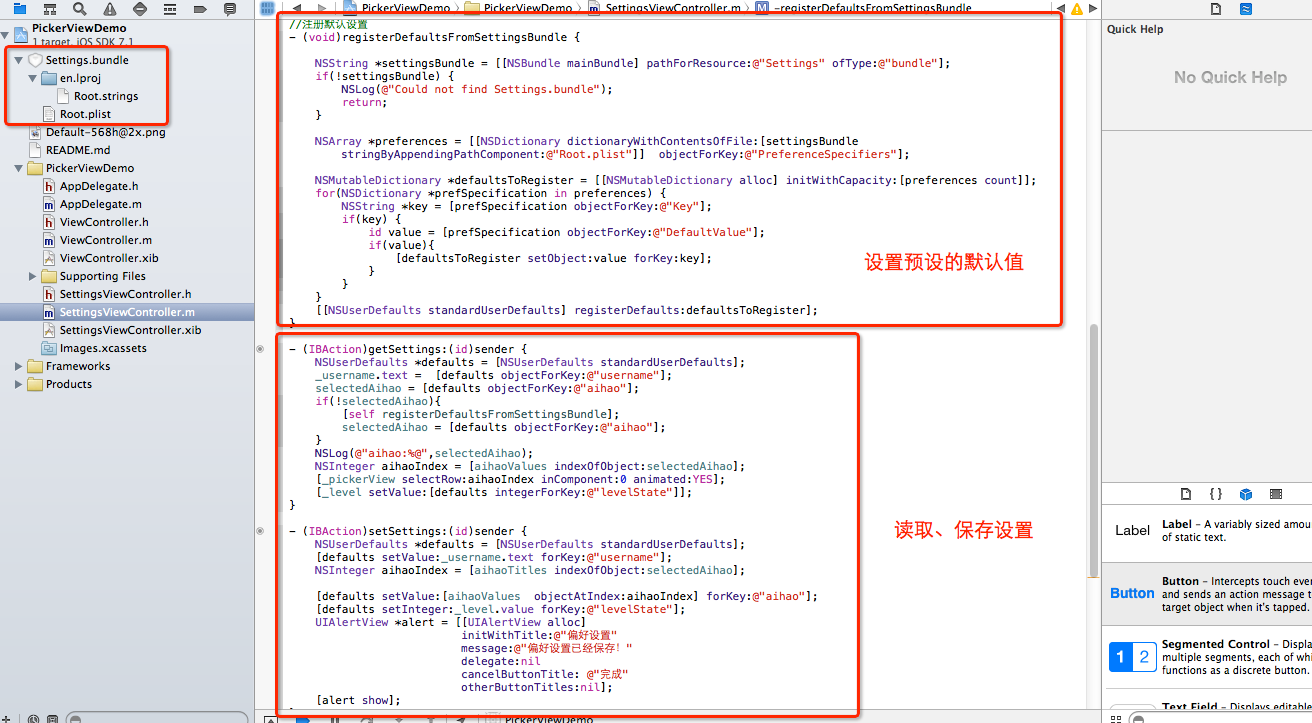 PickerViewDemo
1 target, iOS SDK 7.1
Settings.bundle
en.lproj
Root.strings
Root.plist
Default-568h@2x.png
README.md
PickerViewDemo
AppDelegate.h
AppDelegate.m
ViewController.h
ViewController.m
ViewController.xib
Supporting Files
SettingsViewController.h
SettingsViewController.m
SettingsViewController.xib
Images.xcassets
Frameworks
Products
PickerViewDemo PickerViewDemo SettingsViewController.m -registerDefaultsFromSettingsBundle
//注册默认设置
- (void)registerDefaultsFromSettingsBundle {
NSString *settingsBundle = [[NSBundle mainBundle] pathForResource:@"Settings" ofType:@"bundle"];
if(!settingsBundle) {
NSLog(@"Could not find Settings.bundle");
return;
}
NSArray *preferences = [[NSDictionary dictionaryWithContentsOfFile:[settingsBundle
stringByAppendingPathComponent:@"Root.plist"]] objectForKey:@"PreferenceSpecifiers"];
NSMutableDictionary *defaultsToRegister = [[NSMutableDictionary alloc] initWithCapacity:[preferences count]];
for(NSDictionary *prefSpecification in preferences) {
NSString *key = [prefSpecification objectForKey:@"Key"];
if(key) {
id value = [prefSpecification objectForKey:@"DefaultValue"];
if(value){
[defaultsToRegister setObject:value forKey:key];
}
}
}
[[NSUserDefaults standardUserDefaults] registerDefaults:defaultsToRegister];
}
设置预设的默认值
- (IBAction)getSettings:(id)sender {
NSUserDefaults *defaults = [NSUserDefaults standardUserDefaults];
_username.text = [defaults objectForKey:@"username"];
selectedAihao = [defaults objectForKey:@"aihao"];
if(!selectedAihao){
[self registerDefaultsFromSettingsBundle];
selectedAihao = [defaults objectForKey:@"aihao"];
}
NSLog(@"aihao:%@",selectedAihao);
NSInteger aihaoIndex = [aihaoValues indexOfObject:selectedAihao];
[_pickerView selectRow:aihaoIndex inComponent:0 animated:YES];
[_level setValue:[defaults integerForKey:@"levelState"]];
}
- (IBAction)setSettings:(id)sender {
NSUserDefaults *defaults = [NSUserDefaults standardUserDefaults];
[defaults setValue:_username.text forKey:@"username"];
NSInteger aihaoIndex = [aihaoTitles indexOfObject:selectedAihao];
[defaults setValue:[aihaoValues objectAtIndex:aihaoIndex] forKey:@"aihao"];
[defaults setInteger:_level.value forKey:@"levelState"];
UIAlertView *alert = [[UIAlertView alloc]
initWithTitle:@"偏好设置"
message:@"偏好设置已经保存！"
delegate:nil
cancelButtonTitle: @"完成"
otherButtonTitles:nil];
[alert show];
读取、保存设置
PickerViewDemo
Quick Help
No Quick Help
{ }
Label
Label - A variably sized amou
of static text.
Button
Button - Intercepts touch eve
and sends an action message t
target object when it's tapped.
1 2
Segmented Control - Displa
multiple segments, each of whi
functions as a discrete button.
Text Field - Displays editable